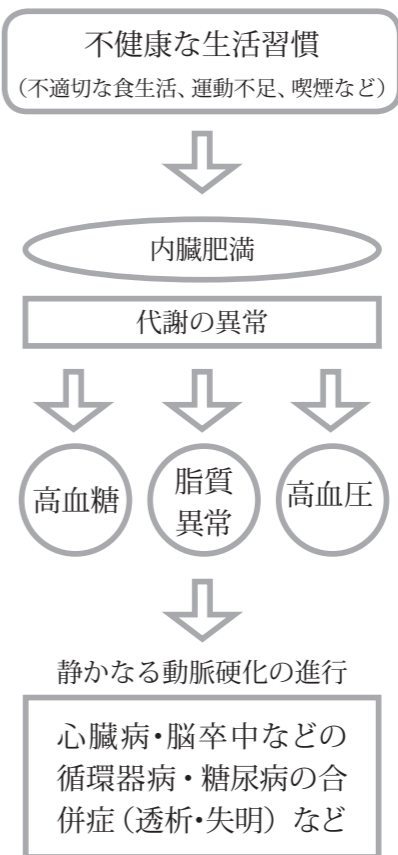 不健康な生活習慣
（不適切な食生活、運動不足、喫煙など）
内臓肥満
代謝の異常
高血糖
脂質
異常
高血圧
静かなる動脈硬化の進行
心臓病・脳卒中などの
循環器病・糖尿病の合
併症（透析・失明）など